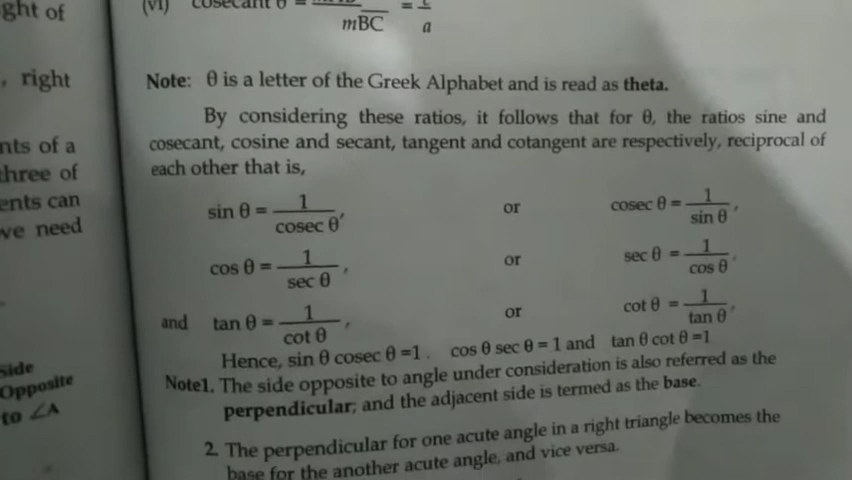 ght of
, right
nts of a
three of
ents can
we need
Side
Opposite
to ∠A
(vi) cosecant θ = = c
mBC a
Note: θ is a letter of the Greek Alphabet and is read as theta.
By considering these ratios, it follows that for θ, the ratios sine and
cosecant, cosine and secant, tangent and cotangent are respectively, reciprocal of
each other that is,
sin θ = 1/cosec θ, or cosec θ = 1/sin θ,
cos θ = 1/sec θ, or sec θ = 1/cos θ,
and tan θ = 1/cot θ, or cot θ = 1/tan θ,
Hence, sin θ cosec θ =1. cos θ sec θ = 1 and tan θ cot θ =1
Note1. The side opposite to angle under consideration is also referred as the
perpendicular; and the adjacent side is termed as the base.
2. The perpendicular for one acute angle in a right triangle becomes the
base for the another acute angle, and vice versa.